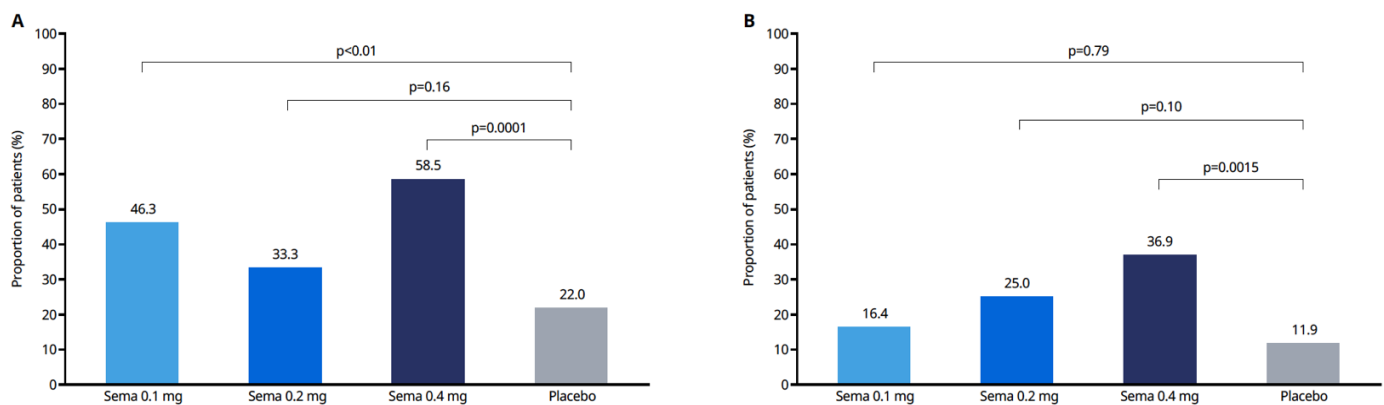 A
Proportion of patients (%)
100
90
80
70
60
50
40
30
20
10
0
p<0.01
p=0.16
p=0.0001
46.3
33.3
58.5
22.0
Sema 0.1 mg
Sema 0.2 mg
Sema 0.4 mg
Placebo
B
Proportion of patients (%)
100
90
80
70
60
50
40
30
20
10
0
p=0.79
p=0.10
p=0.0015
16.4
25.0
36.9
11.9
Sema 0.1 mg
Sema 0.2 mg
Sema 0.4 mg
Placebo